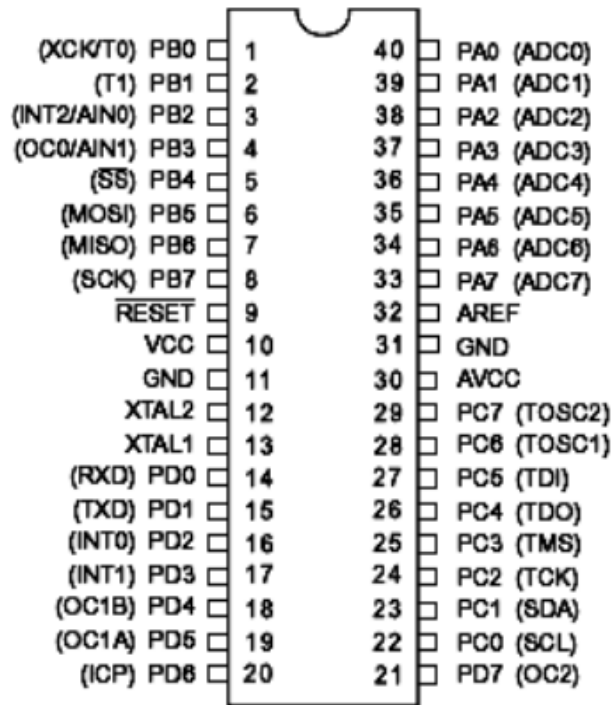 (XCK/T0) PB0 1 40 PA0 (ADC0)
(T1) PB1 2 39 PA1 (ADC1)
(INT2/AIN0) PB2 3 38 PA2 (ADC2)
(OC0/AIN1) PB3 4 37 PA3 (ADC3)
(S̅S̅) PB4 5 36 PA4 (ADC4)
(MOSI) PB5 6 35 PA5 (ADC5)
(MISO) PB6 7 34 PA6 (ADC6)
(SCK) PB7 8 33 PA7 (ADC7)
R̅E̅S̅E̅T̅ 9 32 AREF
VCC 10 31 GND
GND 11 30 AVCC
XTAL2 12 29 PC7 (TOSC2)
XTAL1 13 28 PC6 (TOSC1)
(RXD) PD0 14 27 PC5 (TDI)
(TXD) PD1 15 26 PC4 (TDO)
(INT0) PD2 16 25 PC3 (TMS)
(INT1) PD3 17 24 PC2 (TCK)
(OC1B) PD4 18 23 PC1 (SDA)
(OC1A) PD5 19 22 PC0 (SCL)
(ICP) PD6 20 21 PD7 (OC2)